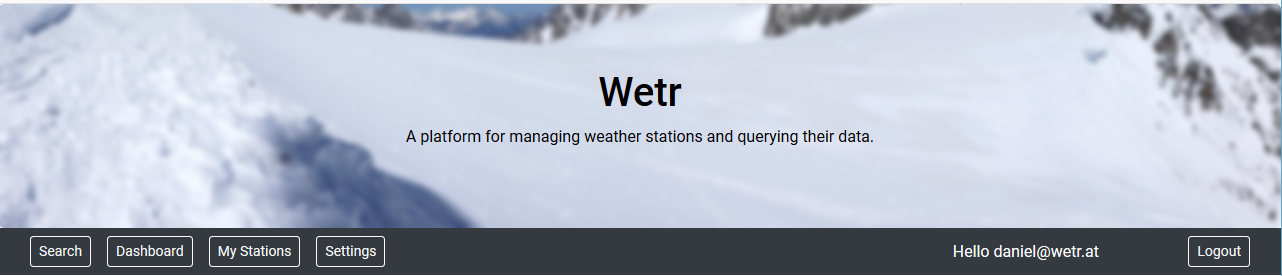 Wetr
A platform for managing weather stations and querying their data.
Search Dashboard My Stations Settings Hello daniel@wetr.at Logout